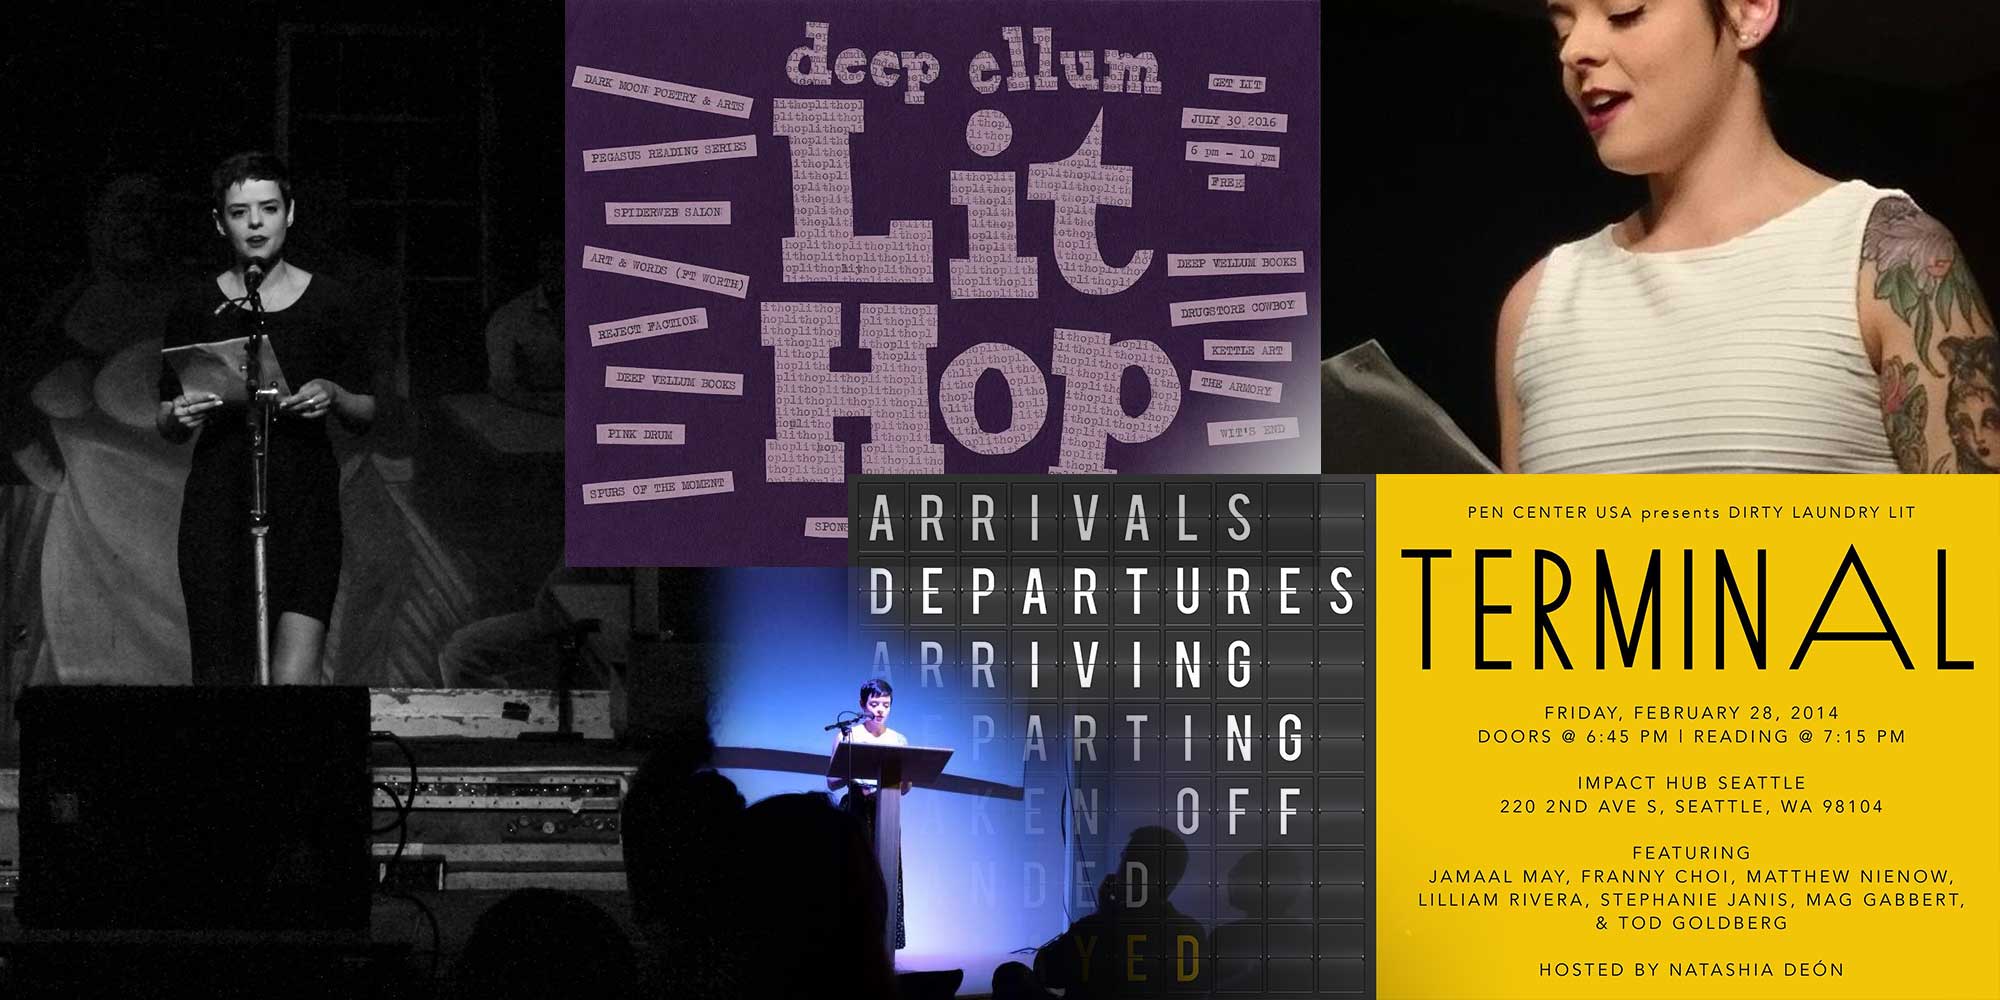 deep ellum
Lit
Hop
DARK MOON POETRY & ARTS
PEGASUS READING SERIES
SPIDERWEB SALON
ART & WORDS (FT WORTH)
REJECT FACTION
DEEP VELLUM BOOKS
PINK DRUM
SPURS OF THE MOMENT
GET LIT
JULY 30 2016
6 pm - 10 pm
FREE
DEEP VELLUM BOOKS
DRUGSTORE COWBOY
KETTLE ART
THE ARMORY
WIT'S END
SPONS
ARRIVALS
DEPARTURES
ARRIVING
DEPARTING
AKEN OFF
NDED
YED
PEN CENTER USA presents DIRTY LAUNDRY LIT
TERMINAL
FRIDAY, FEBRUARY 28, 2014
DOORS @ 6:45 PM | READING @ 7:15 PM
IMPACT HUB SEATTLE
220 2ND AVE S, SEATTLE, WA 98104
FEATURING
JAMAAL MAY, FRANNY CHOI, MATTHEW NIENOW,
LILLIAM RIVERA, STEPHANIE JANIS, MAG GABBERT,
& TOD GOLDBERG
HOSTED BY NATASHIA DEÓN